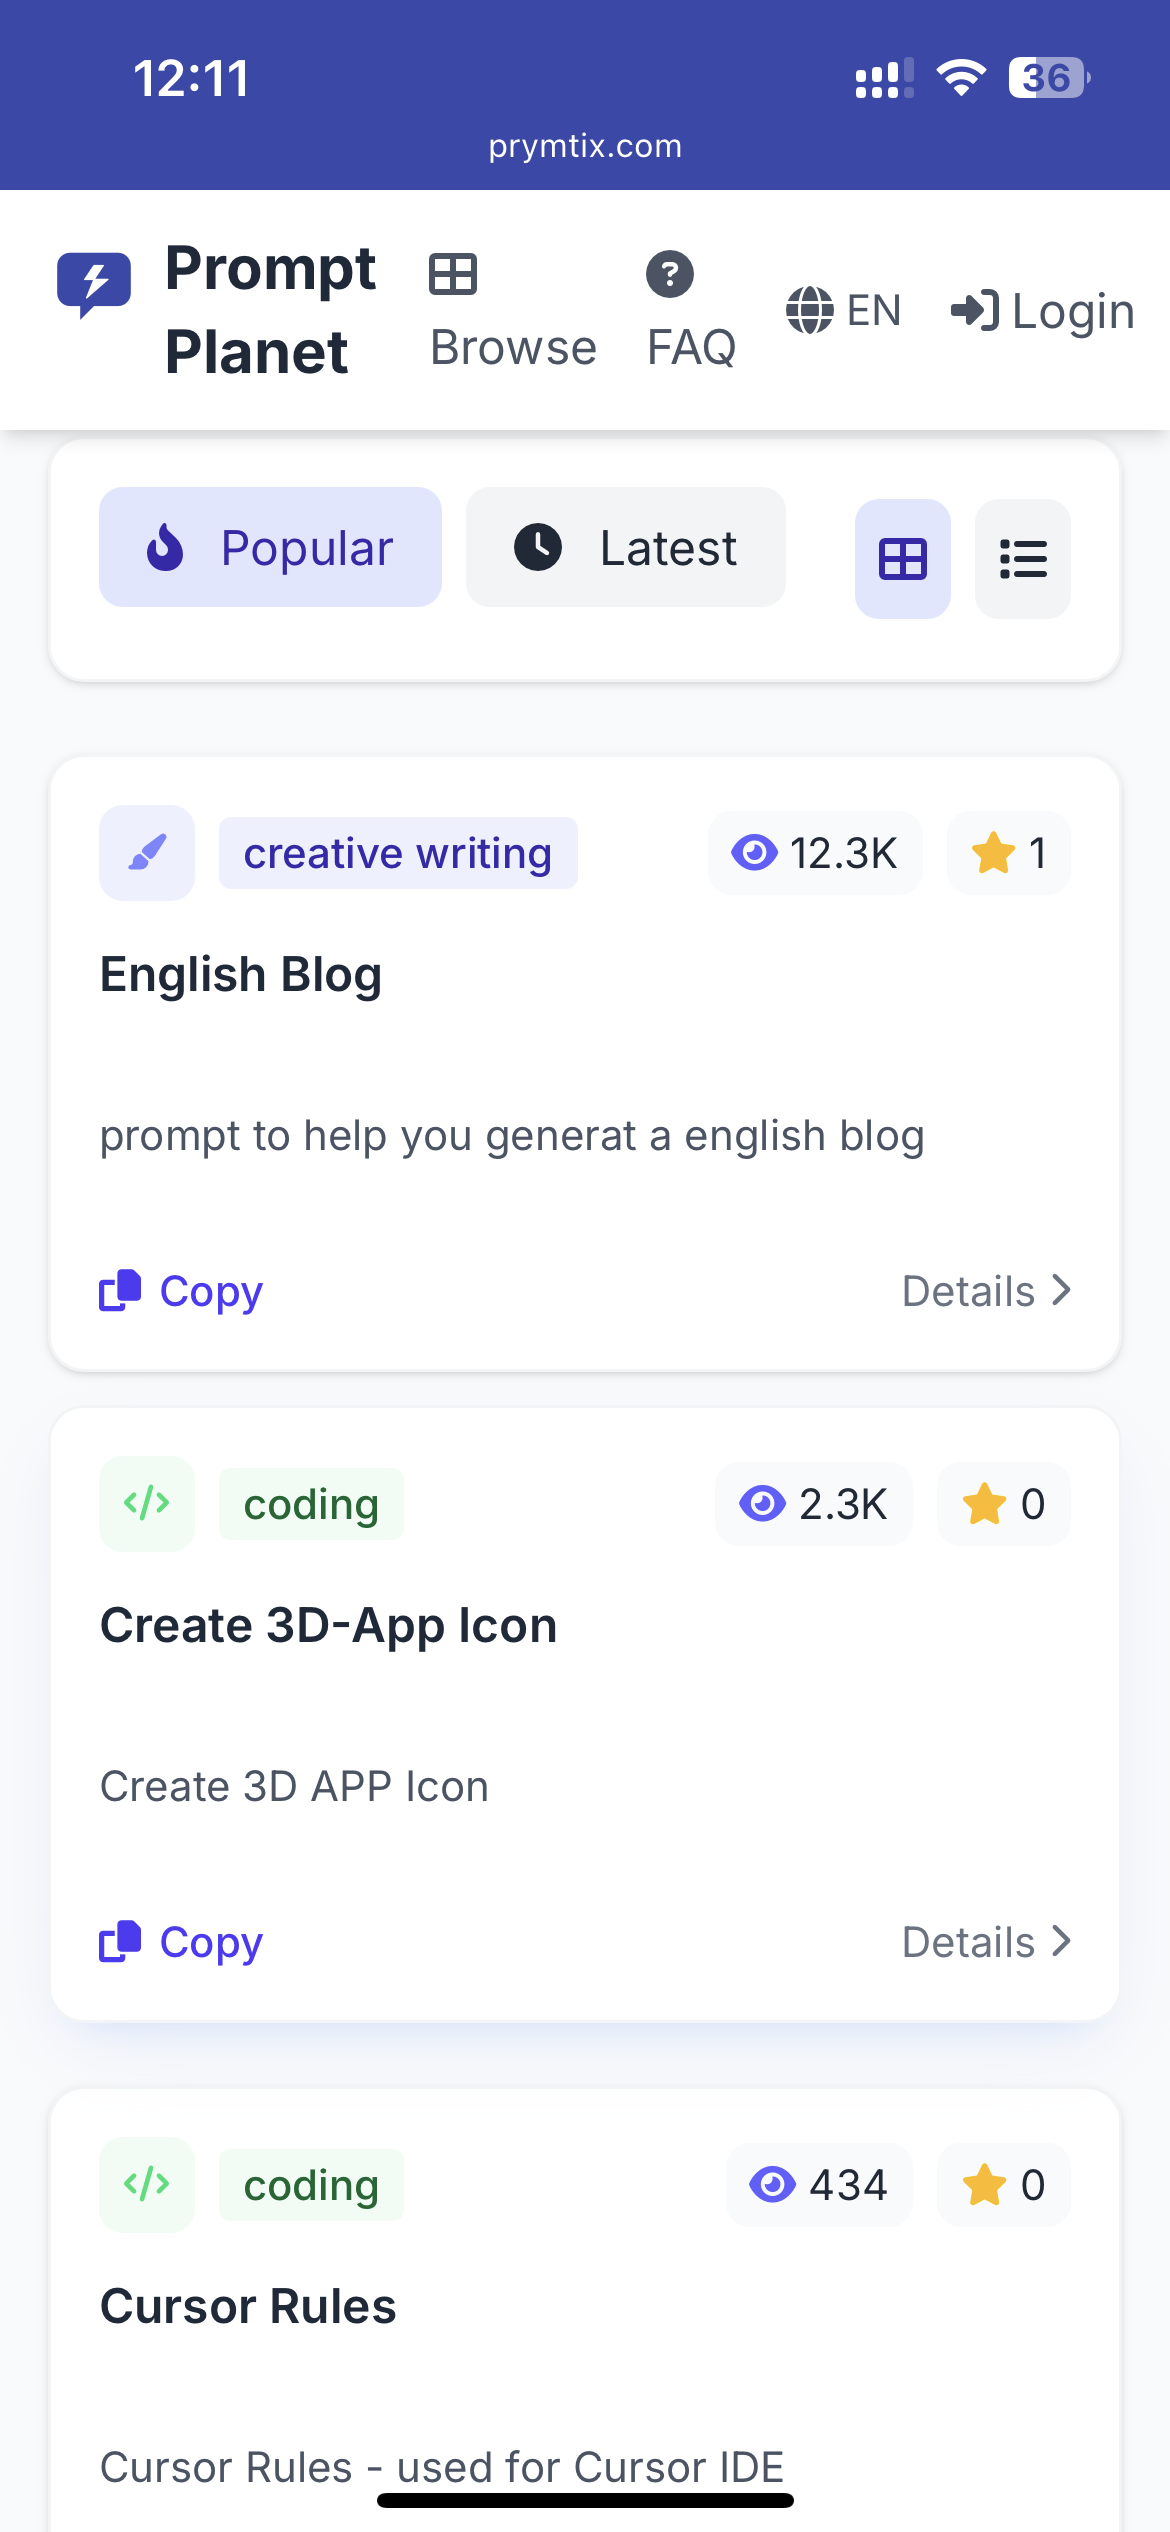 12:11
36
prymtix.com
Prompt
Planet
Browse
FAQ
EN
Login
Popular
Latest
creative writing
12.3K
1
English Blog
prompt to help you generat a english blog
Copy
Details
coding
2.3K
0
Create 3D-App Icon
Create 3D APP Icon
Copy
Details
coding
434
0
Cursor Rules
Cursor Rules - used for Cursor IDE